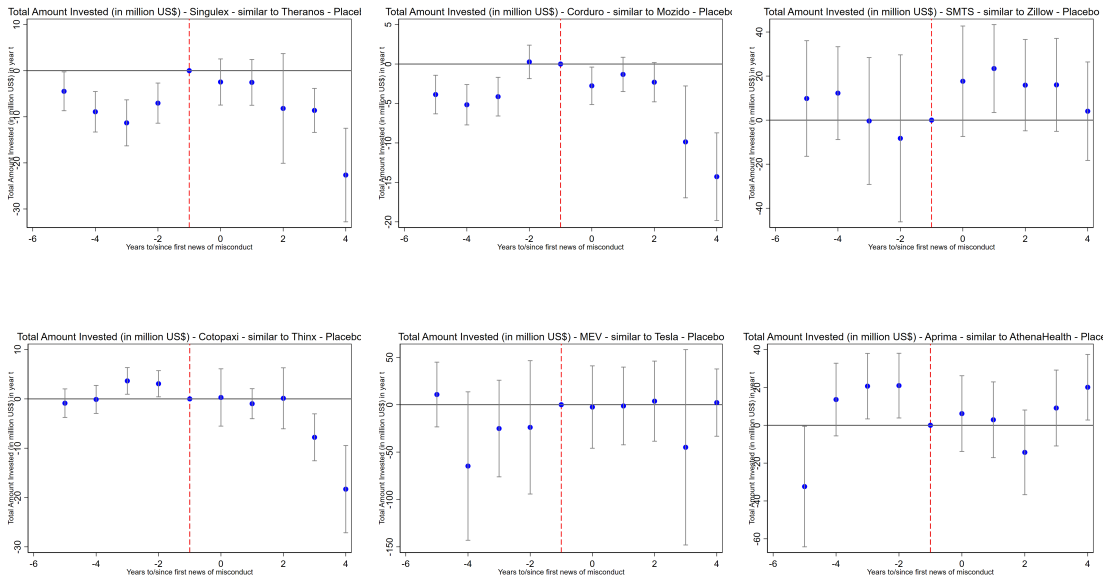 Total Amount Invested (in million US$) - Singulex - similar to Theranos - Placel
Total Amount Invested (in million US$) in year t
10
0
-10
-20
-30
-6 -4 -2 0 2 4
Years to/since first news of misconduct
Total Amount Invested (in million US$) - Corduro - similar to Mozido - Placebo
Total Amount Invested (in million US$) in year t
5
0
-5
-10
-15
-20
-6 -4 -2 0 2 4
Years to/since first news of misconduct
Total Amount Invested (in million US$) - SMTS - similar to Zillow - Placebo
Total Amount Invested (in million US$) in year t
40
20
0
-20
-40
-6 -4 -2 0 2 4
Years to/since first news of misconduct
Total Amount Invested (in million US$) - Cotopaxi - similar to Thinx - Placebo
Total Amount Invested (in million US$) in year t
10
0
-10
-20
-30
-6 -4 -2 0 2 4
Years to/since first news of misconduct
Total Amount Invested (in million US$) - MEV - similar to Tesla - Placebo
Total Amount Invested (in million US$) in year t
50
0
-50
-100
-150
-6 -4 -2 0 2 4
Years to/since first news of misconduct
Total Amount Invested (in million US$) - Aprima - similar to AthenaHealth - Place
Total Amount Invested (in million US$) in year t
40
20
0
-20
-40
-60
-6 -4 -2 0 2 4
Years to/since first news of misconduct